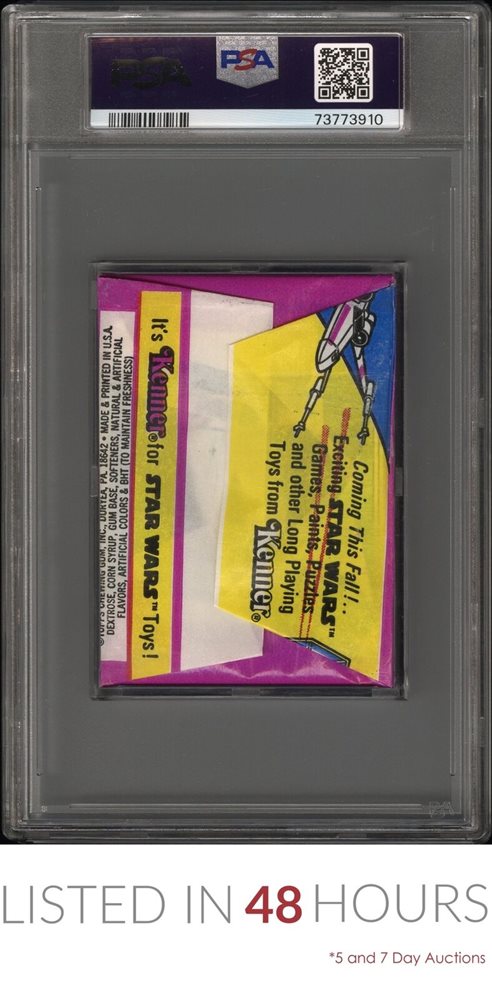 PSA
PSA
73773910
Coming This Fall!..
Exciting STAR WARS™
Games, Paints, Puzzles
and other Long Playing
Toys from Kenner®
It's Kenner® for STAR WARS™ Toys!
©TOPPS CHEWING GUM, INC., DURYEA, PA. 18642 • MADE & PRINTED IN U.S.A.
DEXTROSE, CORN SYRUP, GUM BASE, SOFTENERS, NATURAL & ARTIFICIAL
FLAVORS, ARTIFICIAL COLORS & BHT (TO MAINTAIN FRESHNESS)
PSA
LISTED IN 48 HOURS
*5 and 7 Day Auctions